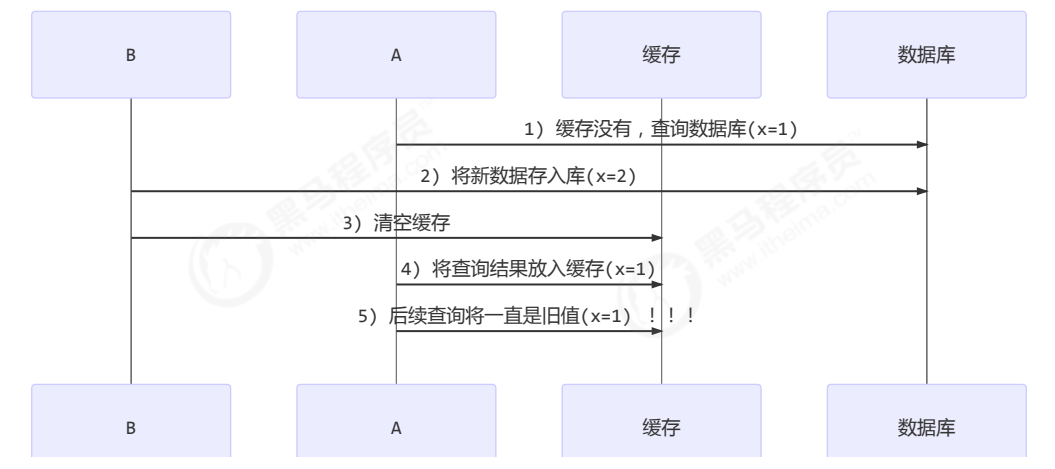 B A 缓存 数据库
1) 缓存没有，查询数据库(x=1)
2) 将新数据存入库(x=2)
3) 清空缓存
4) 将查询结果放入缓存(x=1)
5) 后续查询将一直是旧值(x=1) ！！！
B A 缓存 数据库
黑马程序员
www.itheima.com
黑马程序员
www.itheima.com